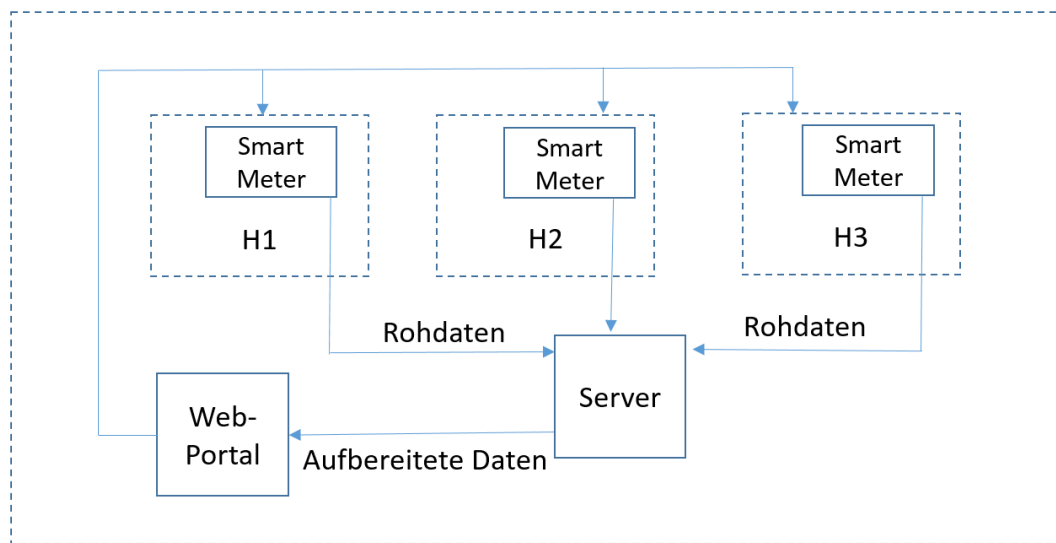 Smart
Meter
H1
Smart
Meter
H2
Smart
Meter
H3
Rohdaten
Rohdaten
Server
Web-
Portal
Aufbereitete Daten